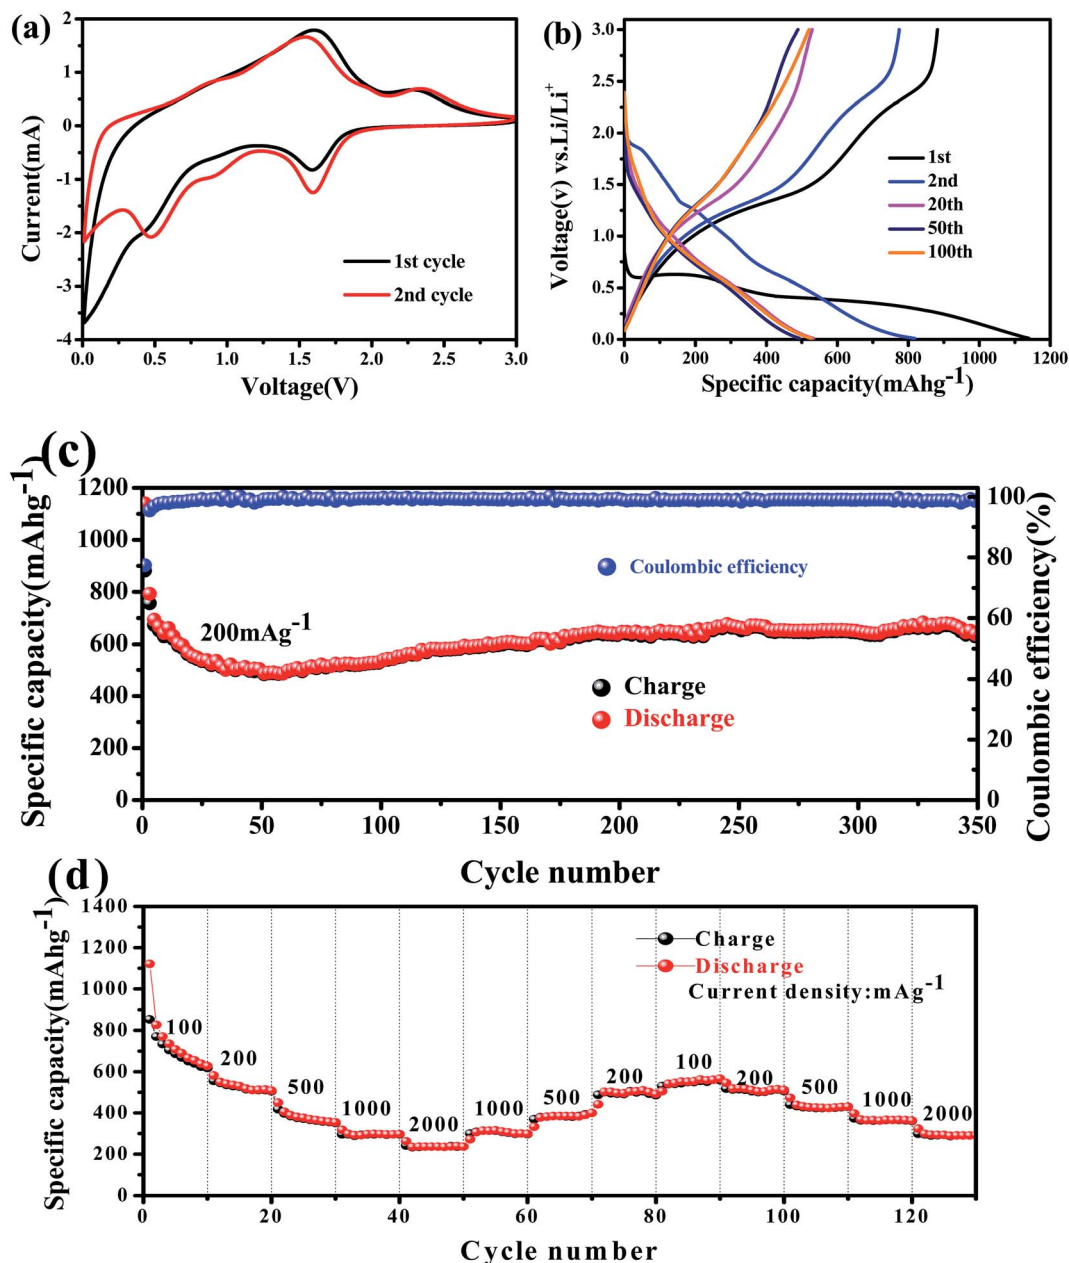 (a)
2
1
0
-1
-2
-3
-4
Current(mA)
1st cycle
2nd cycle
0.0 0.5 1.0 1.5 2.0 2.5 3.0
Voltage(V)
(b)
3.0
2.5
2.0
1.5
1.0
0.5
0.0
Voltage(v) vs.Li/Li+
1st
2nd
20th
50th
100th
0 200 400 600 800 1000 1200
Specific capacity(mAhg-1)
(c)
1200
1000
800
600
400
200
0
Specific capacity(mAhg-1)
Coulombic efficiency
200mAg-1
Charge
Discharge
100
80
60
40
20
0
Coulombic efficiency(%)
0 50 100 150 200 250 300 350
Cycle number
(d)
1400
1200
1000
800
600
400
200
0
Specific capacity(mAhg-1)
Charge
Discharge
Current density:mAg-1
100 200 500 1000 2000 1000 500 200 100 200 500 1000 2000
0 20 40 60 80 100 120
Cycle number